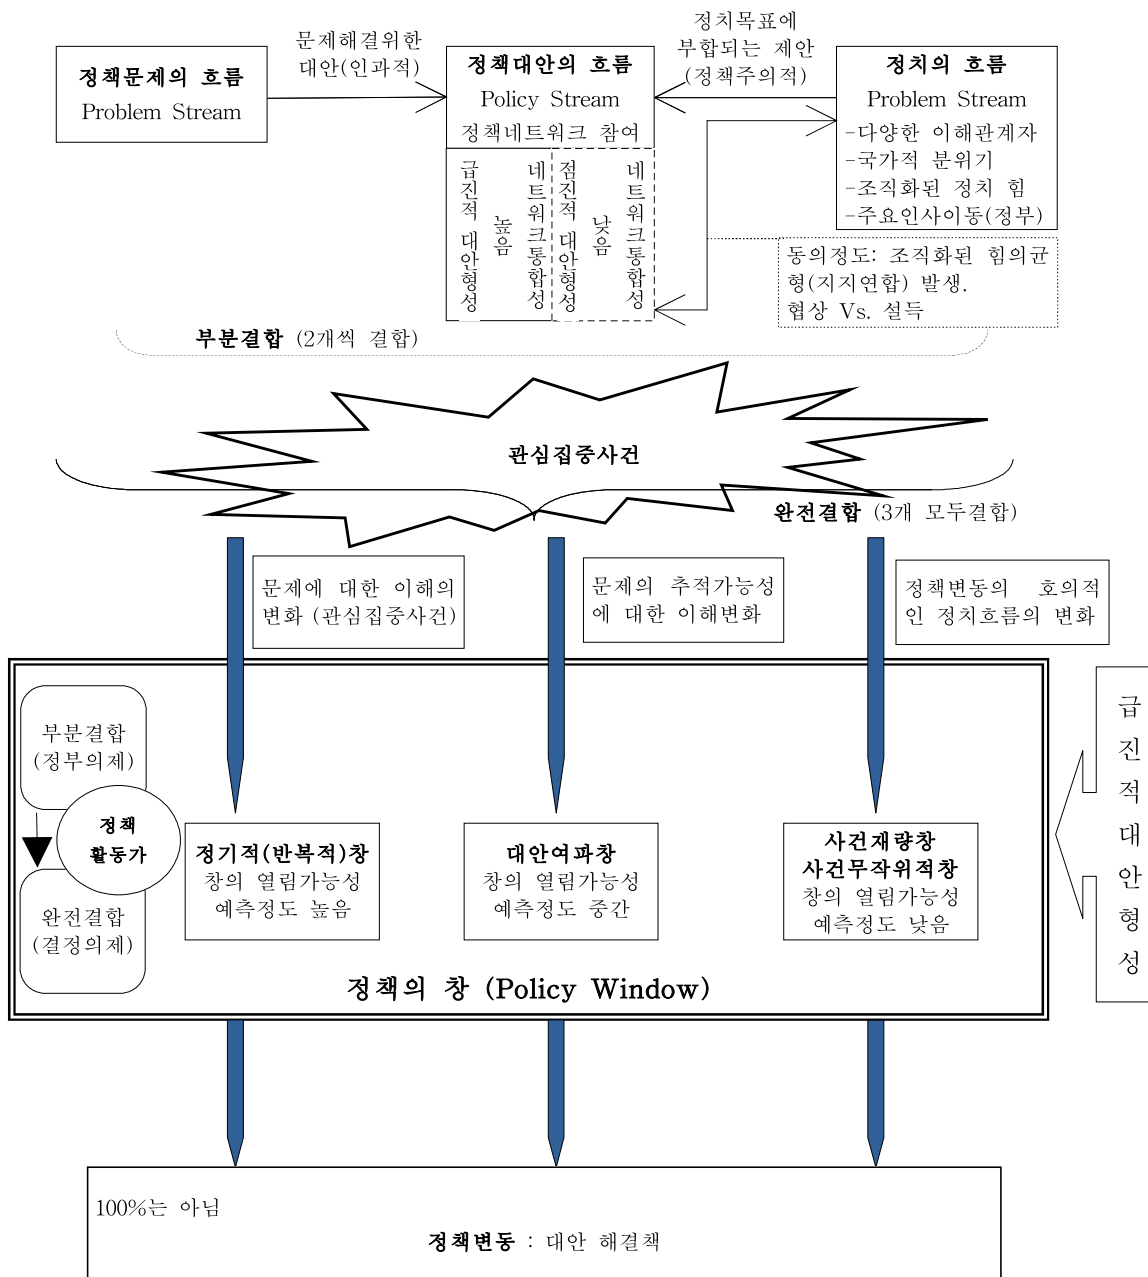 문제해결위한
대안(인과적)
정치목표에
부합되는 제안
(정책주의적)
정책문제의 흐름
Problem Stream
정책대안의 흐름
Policy Stream
정책네트워크 참여
급진적 대안형성
높음
네트워크통합성
점진적 대안형성
낮음
네트워크통합성
정치의 흐름
Problem Stream
-다양한 이해관계자
-국가적 분위기
-조직화된 정치 힘
-주요인사이동(정부)
동의정도: 조직화된 힘의균
형(지지연합) 발생.
협상 Vs. 설득
부분결합 (2개씩 결합)
관심집중사건
완전결합 (3개 모두결합)
문제에 대한 이해의
변화 (관심집중사건)
문제의 추적가능성
에 대한 이해변화
정책변동의 호의적
인 정치흐름의 변화
부분결합
(정부의제)
정책
활동가
완전결합
(결정의제)
정기적(반복적)창
창의 열림가능성
예측정도 높음
대안여파창
창의 열림가능성
예측정도 중간
사건재량창
사건무작위적창
창의 열림가능성
예측정도 낮음
급
진
적
대
안
형
성
정책의 창 (Policy Window)
100%는 아님
정책변동 : 대안 해결책